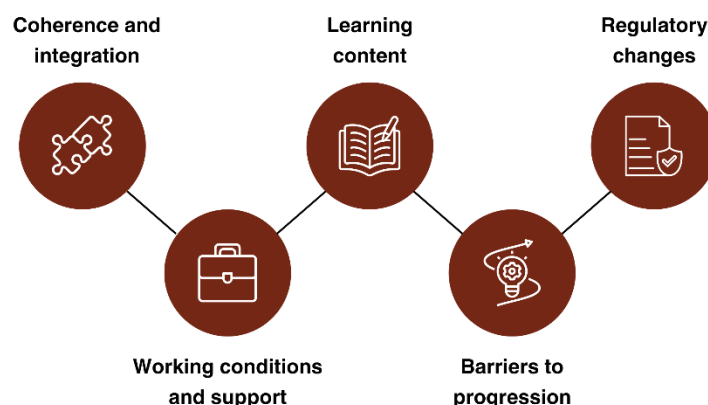 Coherence and
integration
Learning
content
Regulatory
changes
Working conditions
and support
Barriers to
progression